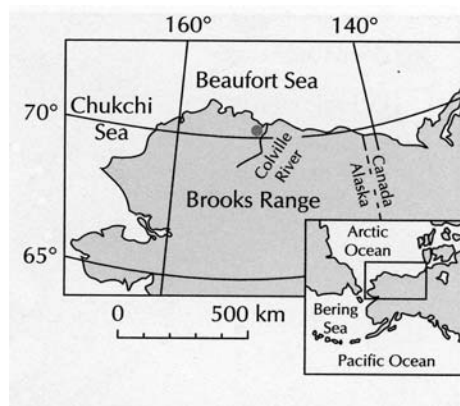 160°
140°
Beaufort Sea
70°
Chukchi
Sea
Colville
River
Canada
Alaska
Brooks Range
65°
Arctic
Ocean
0
500 km
Bering
Sea
Pacific Ocean